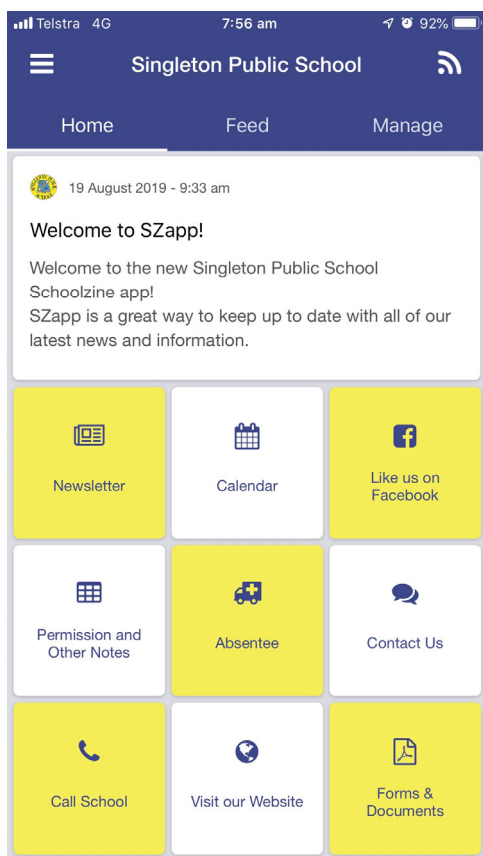 Telstra 4G 7:56 am 92%
Singleton Public School
Home Feed Manage
19 August 2019 - 9:33 am
Welcome to SZapp!
Welcome to the new Singleton Public School
Schoolzine app!
SZapp is a great way to keep up to date with all of our
latest news and information.
Newsletter
Calendar
Like us on
Facebook
Permission and
Other Notes
Absentee
Contact Us
Call School
Visit our Website
Forms &
Documents